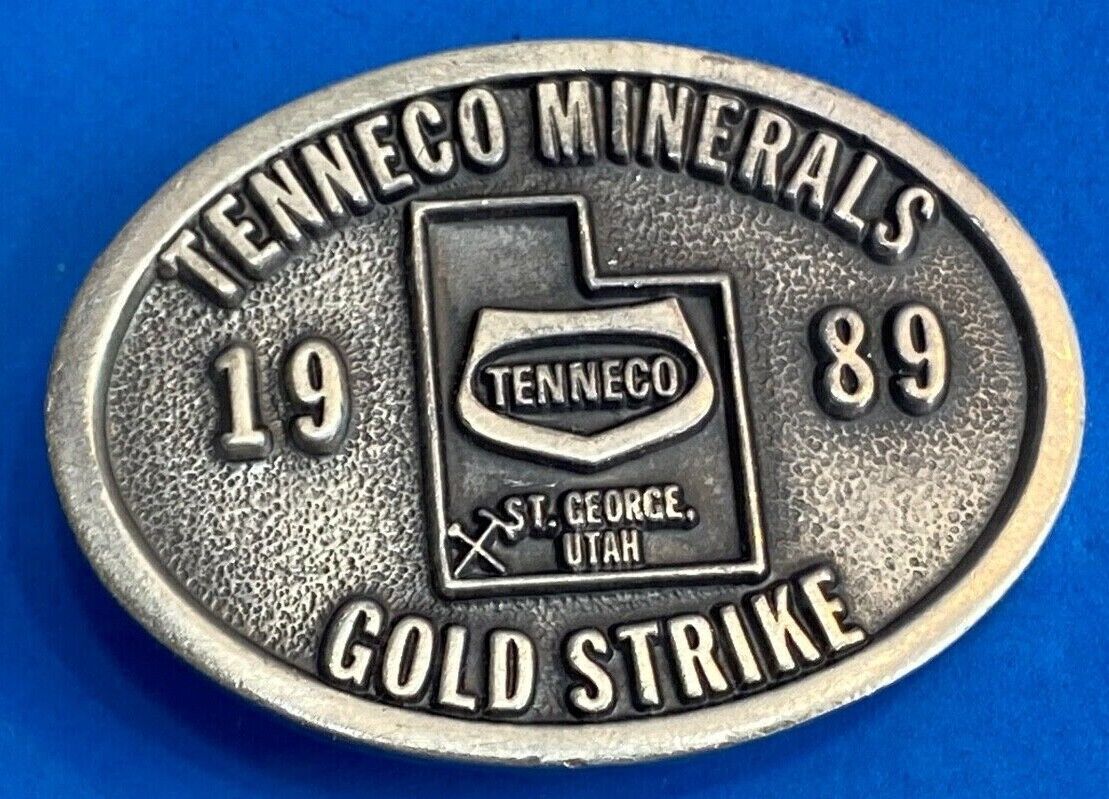 TENNECO MINERALS
19 89
TENNECO
ST. GEORGE,
UTAH
GOLD STRIKE